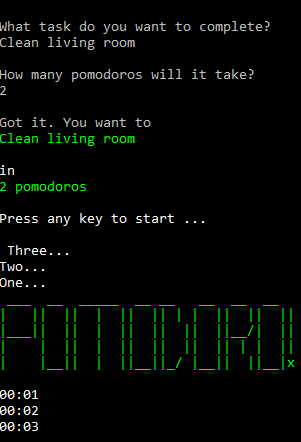 What task do you want to complete?
Clean living room
How many pomodoros will it take?
2
Got it. You want to
Clean living room
in
2 pomodoros
Press any key to start ...
Three...
Two...
One...
00:01
00:02
00:03